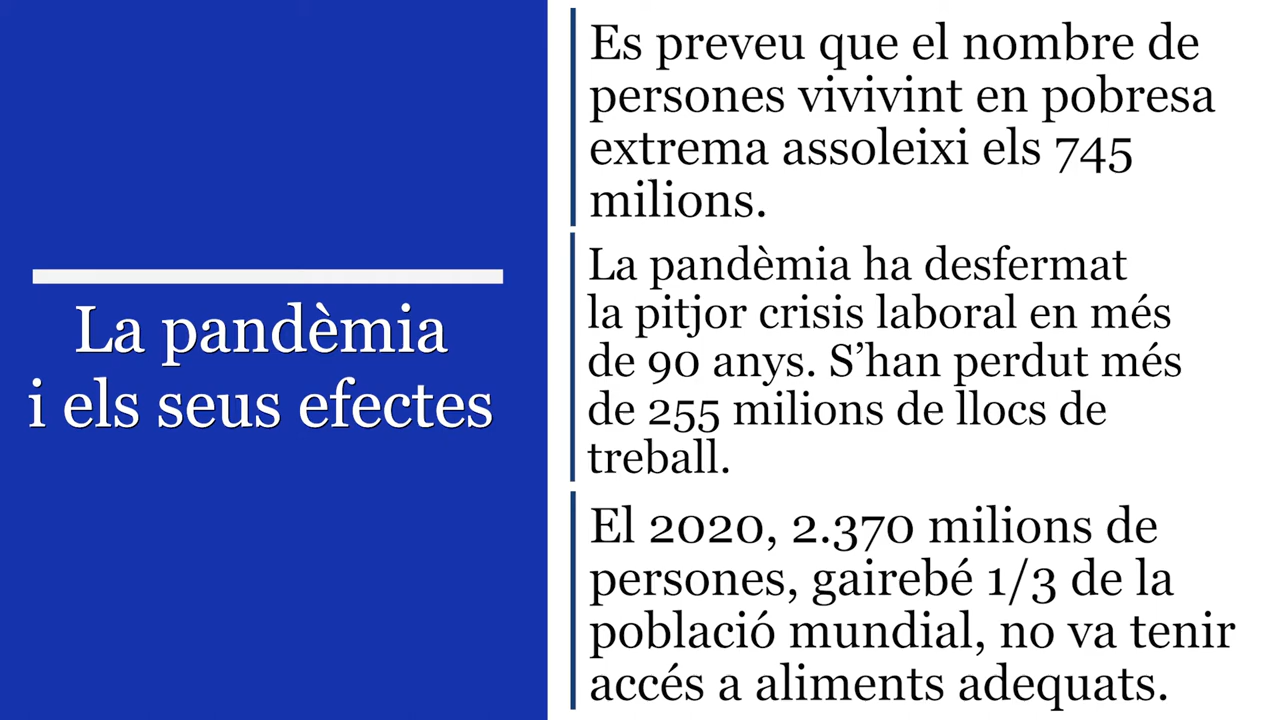 La pandèmia
i els seus efectes
Es preveu que el nombre de
persones vivivint en pobresa
extrema assoleixi els 745
milions.
La pandèmia ha desfermat
la pitjor crisis laboral en més
de 90 anys. S’han perdut més
de 255 milions de llocs de
treball.
El 2020, 2.370 milions de
persones, gairebé 1/3 de la
població mundial, no va tenir
accés a aliments adequats.